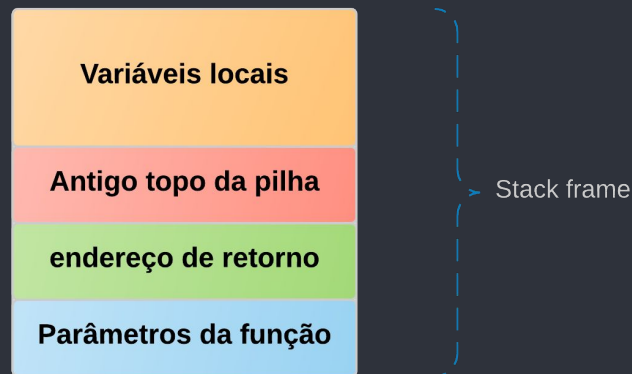 Variáveis locais
Antigo topo da pilha
endereço de retorno
Stack frame
Parâmetros da função